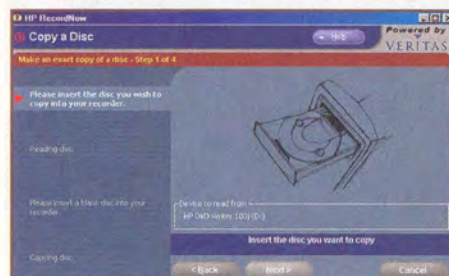 HP RecordNow
Copy a Disc
Help
Powered by
VERITAS
Make an exact copy of a disc - Step 1 of 4
Please insert the disc you wish to
copy into your recorder.
Reading disc.
Please insert a blank disc into your
recorder.
Copying disc.
Device to read from
HP DVD Writer
Insert the disc you want to copy
< Back
Next >
Cancel